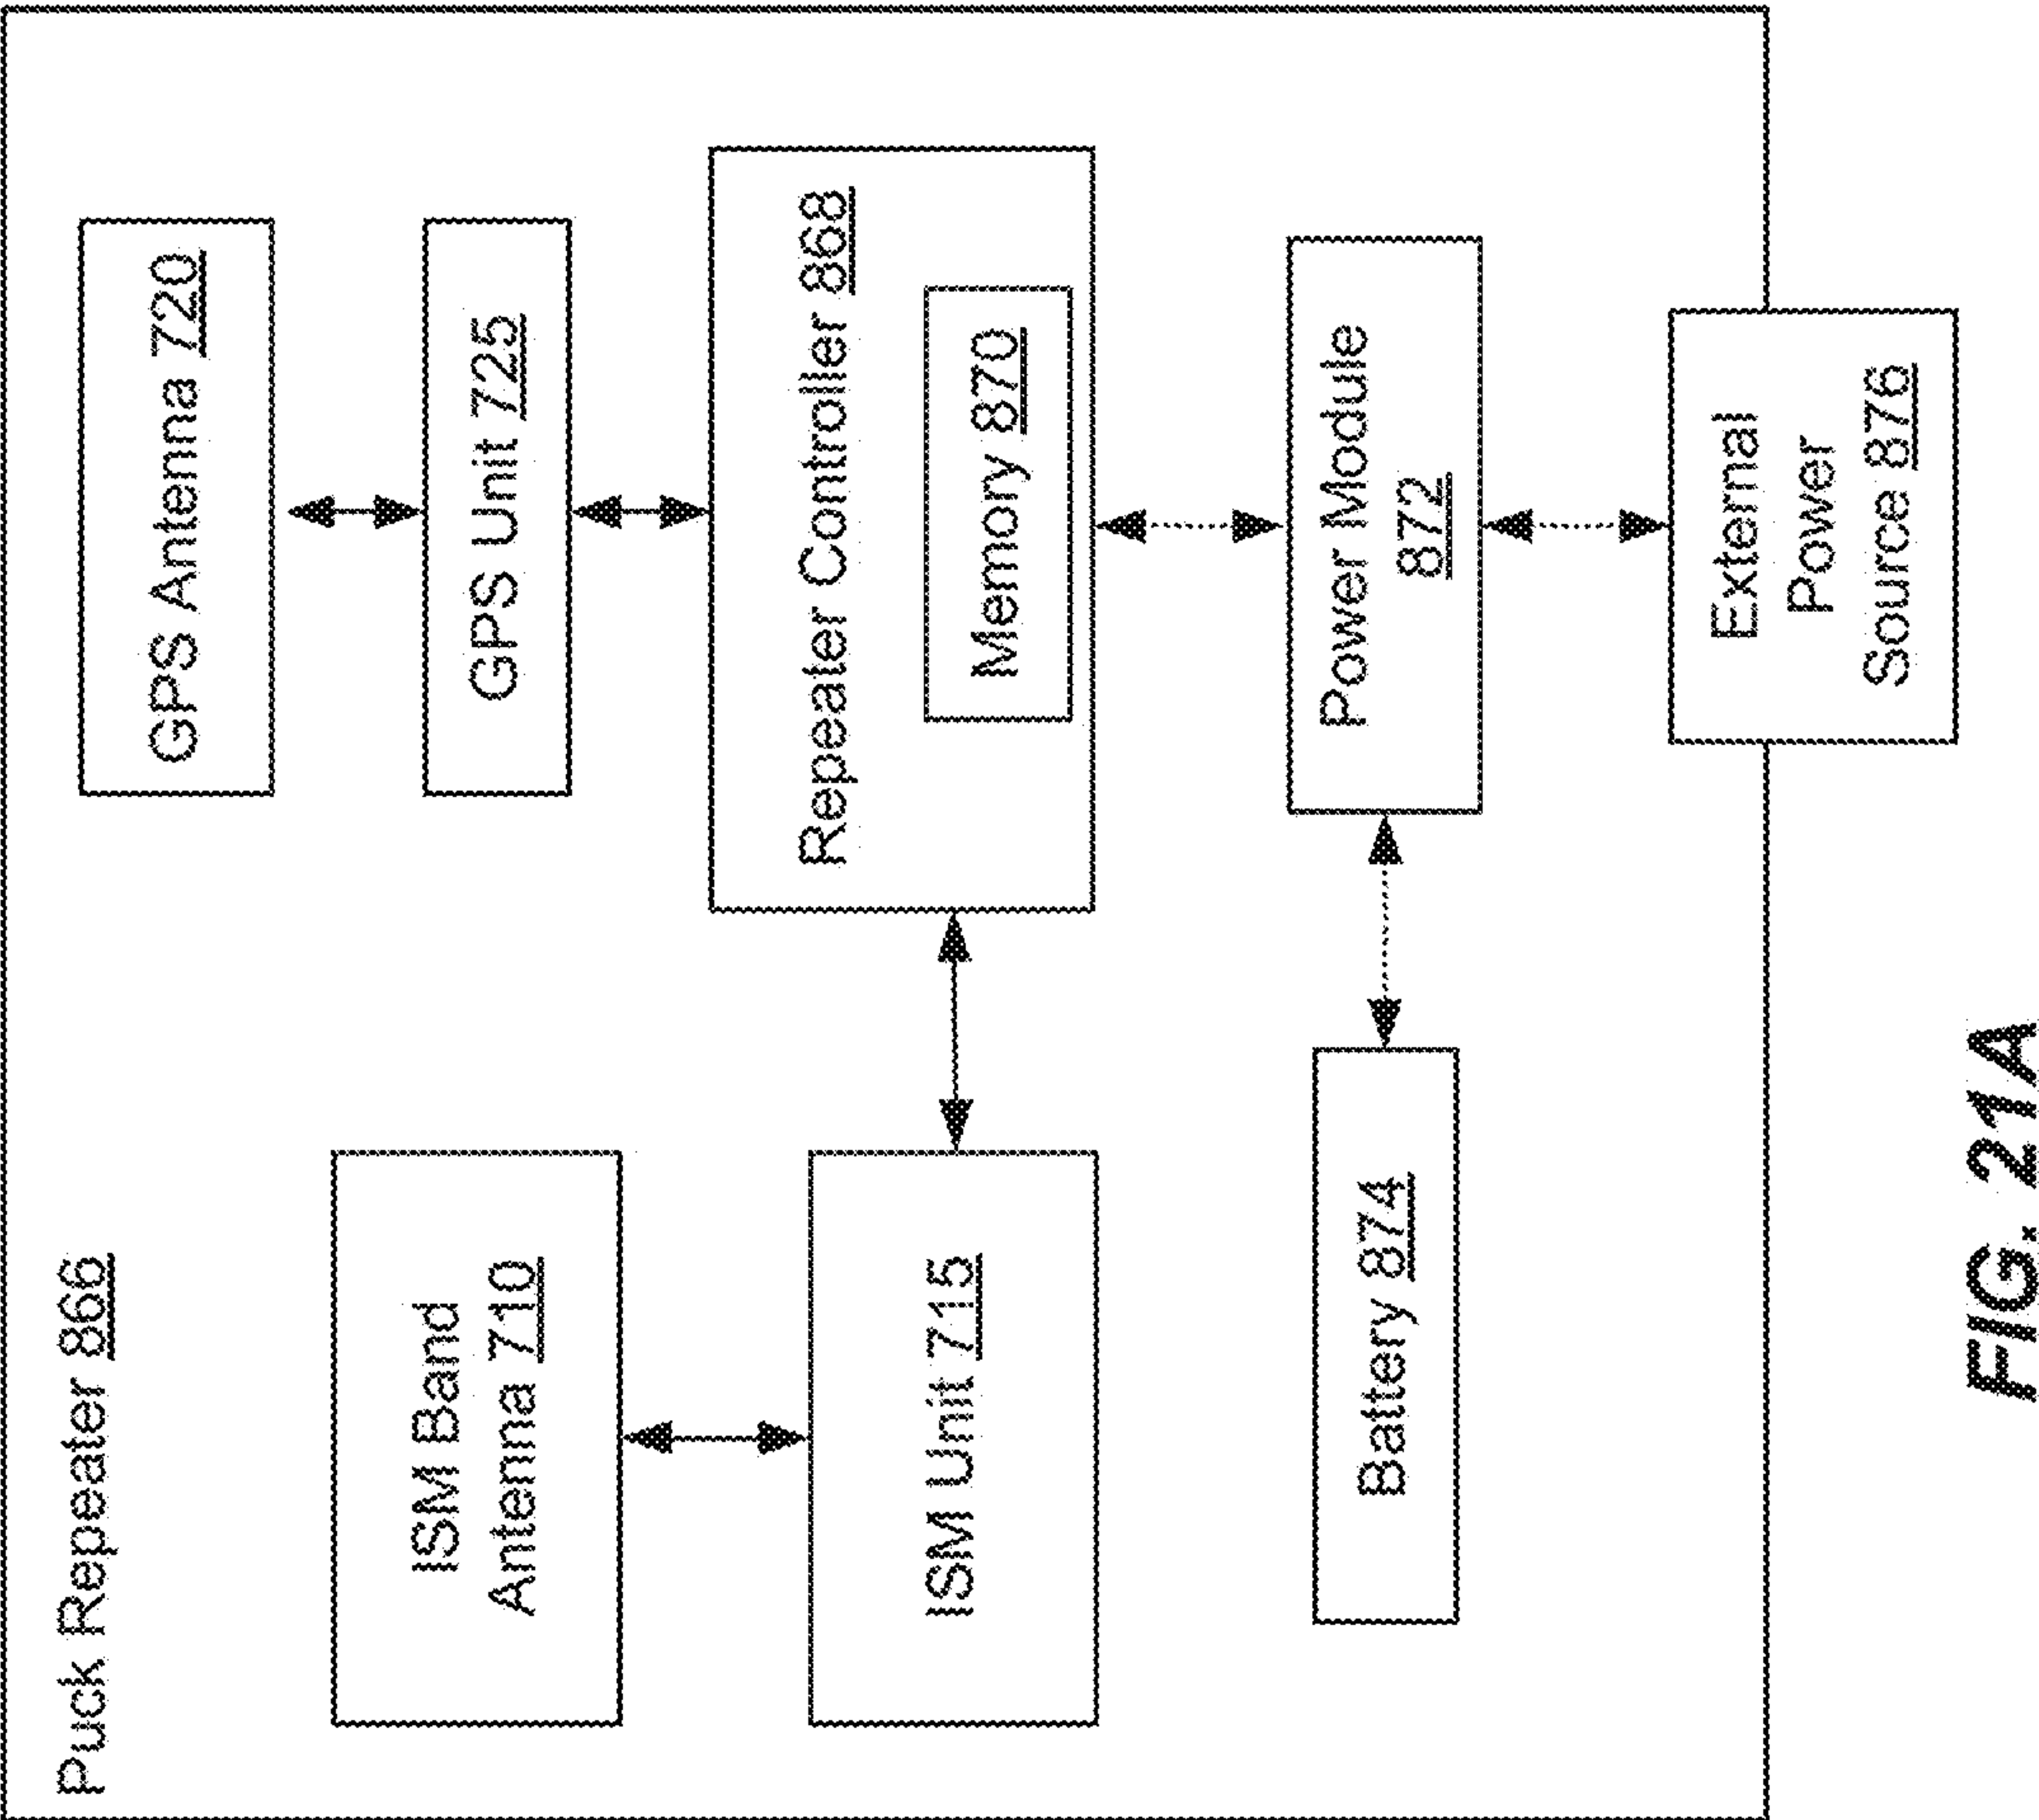 Puck Repeater 866
GPS Antenna 720
ISM Band
Antenna 710
GPS Unit 725
Repeater Controller 868
Memory 870
ISM Unit 715
Power Module
872
Battery 874
External
Power
Source 876
FIG. 21A